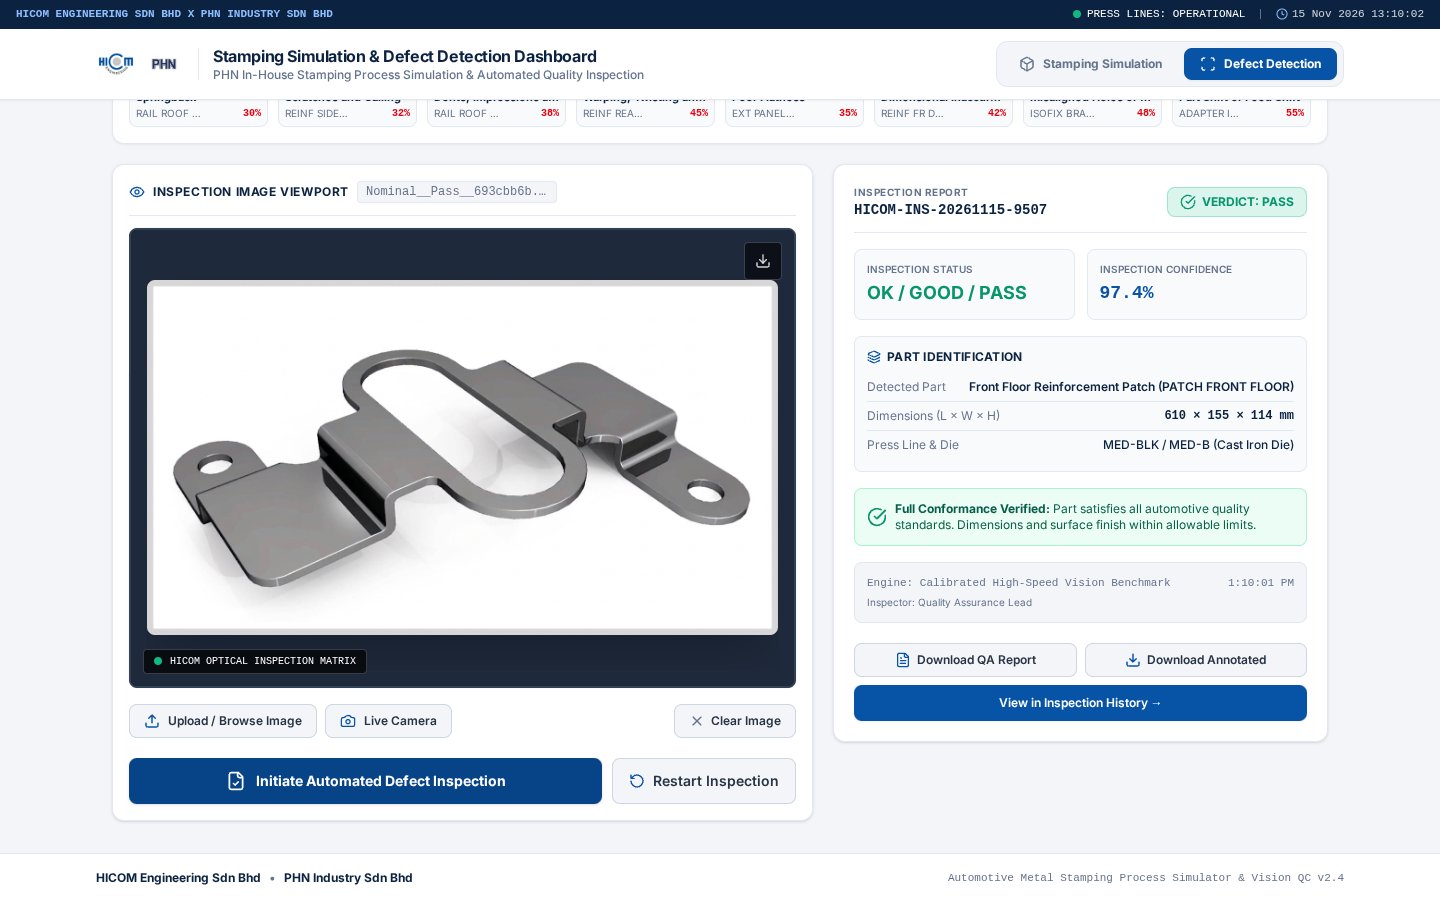 HICOM ENGINEERING SDN BHD X PHN INDUSTRY SDN BHD
PRESS LINES: OPERATIONAL | 15 Nov 2026 13:10:02
HICOM
PHN
Stamping Simulation & Defect Detection Dashboard
PHN In-House Stamping Process Simulation & Automated Quality Inspection
Stamping Simulation
Defect Detection
RAIL ROOF ... 30%
REINF SIDE... 32%
RAIL ROOF ... 38%
REINF REA... 45%
EXT PANEL... 35%
REINF FR D... 42%
ISOFIX BRA... 48%
ADAPTER I... 55%
INSPECTION IMAGE VIEWPORT Nominal__Pass__693cbb6b.…
HICOM OPTICAL INSPECTION MATRIX
Upload / Browse Image
Live Camera
Clear Image
Initiate Automated Defect Inspection
Restart Inspection
INSPECTION REPORT
HICOM-INS-20261115-9507
VERDICT: PASS
INSPECTION STATUS
OK / GOOD / PASS
INSPECTION CONFIDENCE
97.4%
PART IDENTIFICATION
Detected Part Front Floor Reinforcement Patch (PATCH FRONT FLOOR)
Dimensions (L × W × H) 610 × 155 × 114 mm
Press Line & Die MED-BLK / MED-B (Cast Iron Die)
Full Conformance Verified: Part satisfies all automotive quality
standards. Dimensions and surface finish within allowable limits.
Engine: Calibrated High-Speed Vision Benchmark 1:10:01 PM
Inspector: Quality Assurance Lead
Download QA Report
Download Annotated
View in Inspection History →
HICOM Engineering Sdn Bhd • PHN Industry Sdn Bhd
Automotive Metal Stamping Process Simulator & Vision QC v2.4